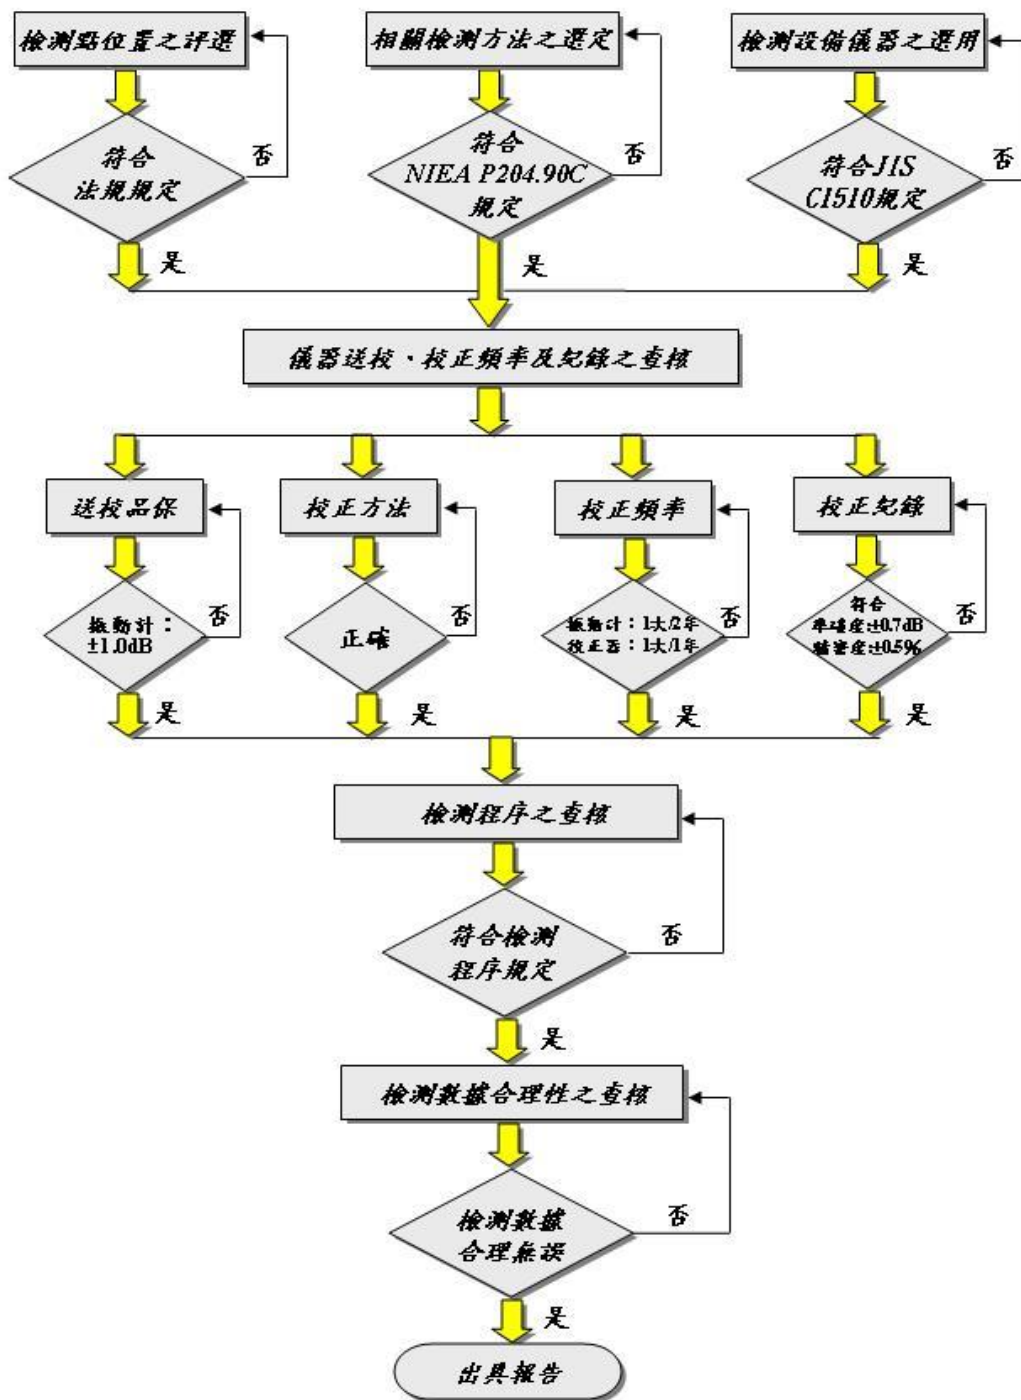 檢測點位置之評選
相關檢測方法之選定
檢測設備儀器之選用
符合
法規規定
否
符合
NIEA P204.90C
規定
否
符合JIS
C1510規定
否
是
是
是
儀器送校、校正頻率及紀錄之查核
送校品保
校正方法
校正頻率
校正紀錄
振動計：
±1.0dB
否
正確
否
振動計：1次/2年
校正器：1次/1年
否
符合
準確度:±0.7dB
精密度:±0.5%
否
是
是
是
是
檢測程序之查核
符合檢測
程序規定
否
是
檢測數據合理性之查核
檢測數據
合理無誤
否
是
出具報告